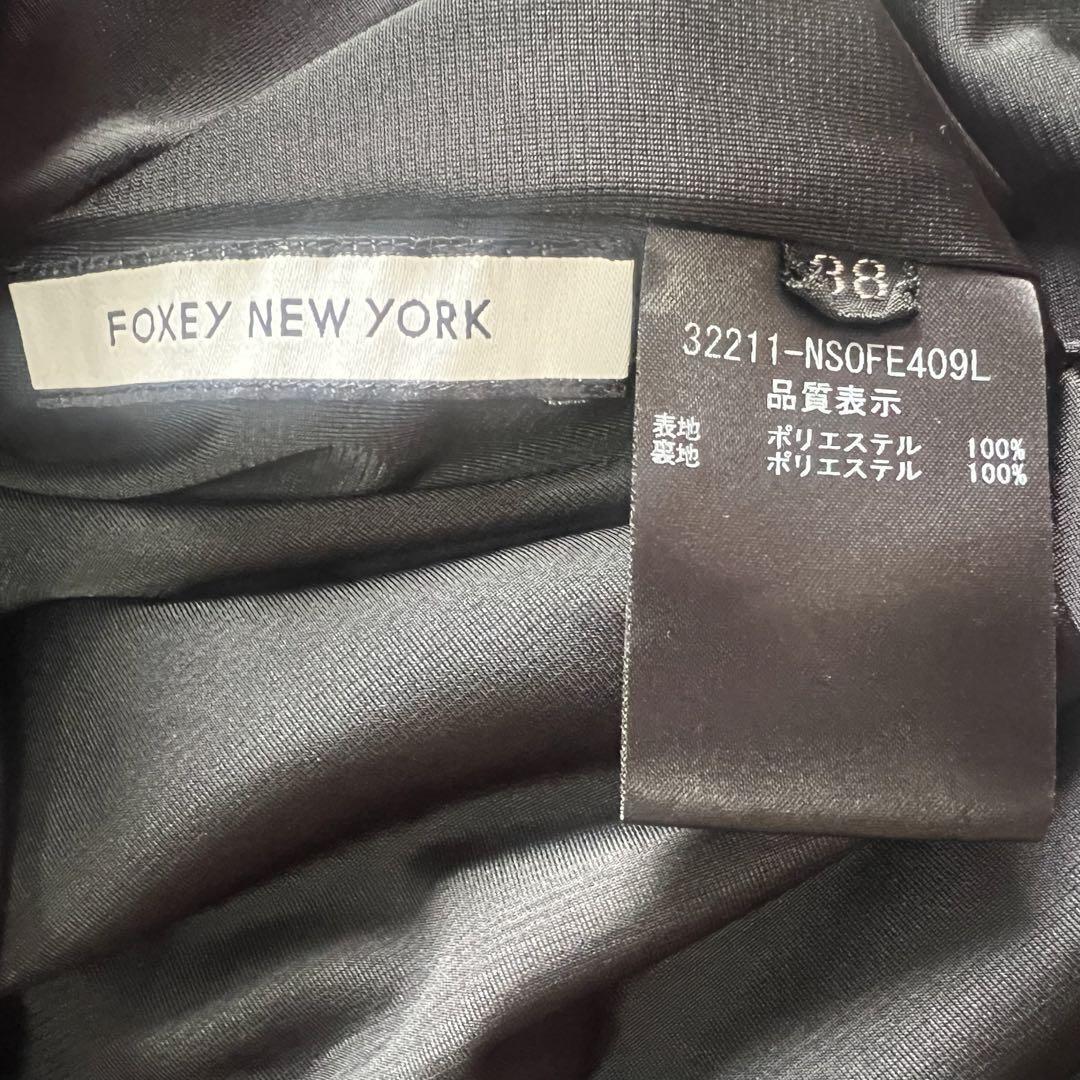 FOXEY NEW YORK
38
32211-NSOFE409L
品質表示
表地 ポリエステル 100%
裏地 ポリエステル 100%